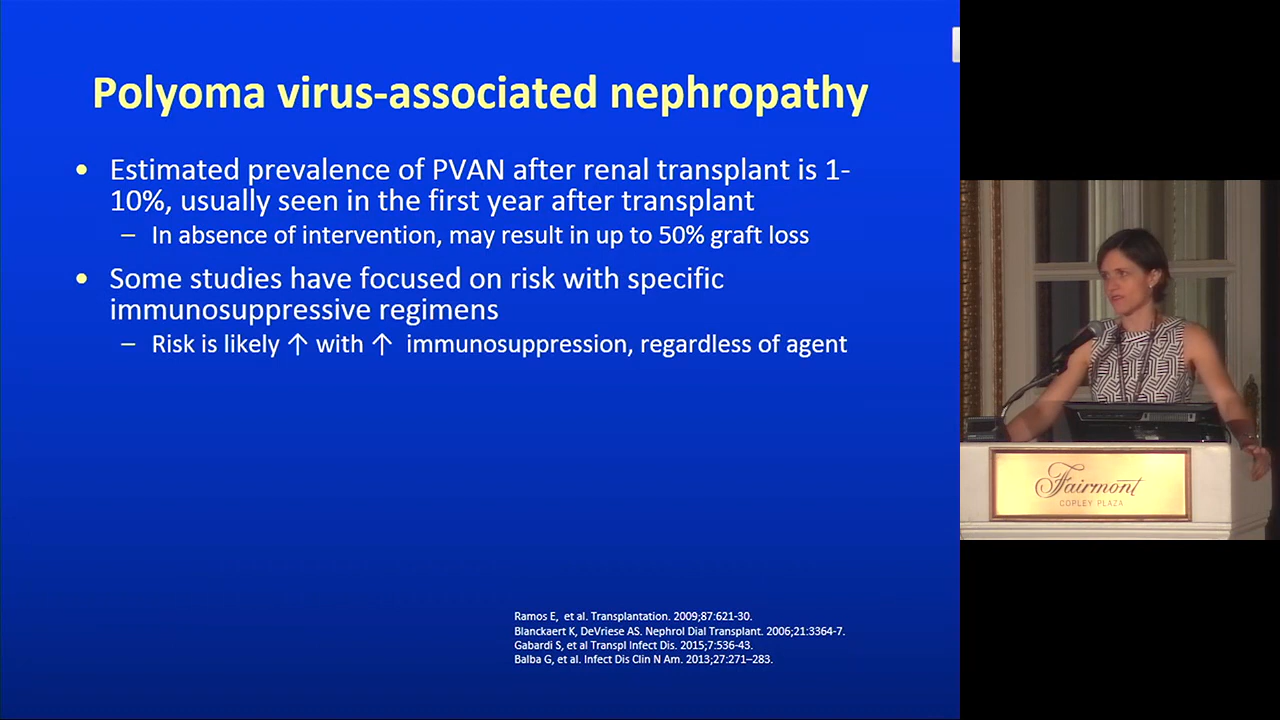 Polyoma virus-associated nephropathy
• Estimated prevalence of PVAN after renal transplant is 1-
10%, usually seen in the first year after transplant
– In absence of intervention, may result in up to 50% graft loss
• Some studies have focused on risk with specific
immunosuppressive regimens
– Risk is likely ↑ with ↑ immunosuppression, regardless of agent
Ramos E, et al. Transplantation. 2009;87:621-30.
Blanckaert K, DeVriese AS. Nephrol Dial Transplant. 2006;21:3364-7.
Gabardi S, et al Transpl Infect Dis. 2015;7:536-43.
Balba G, et al. Infect Dis Clin N Am. 2013;27:271–283.
Fairmont
COPLEY PLAZA